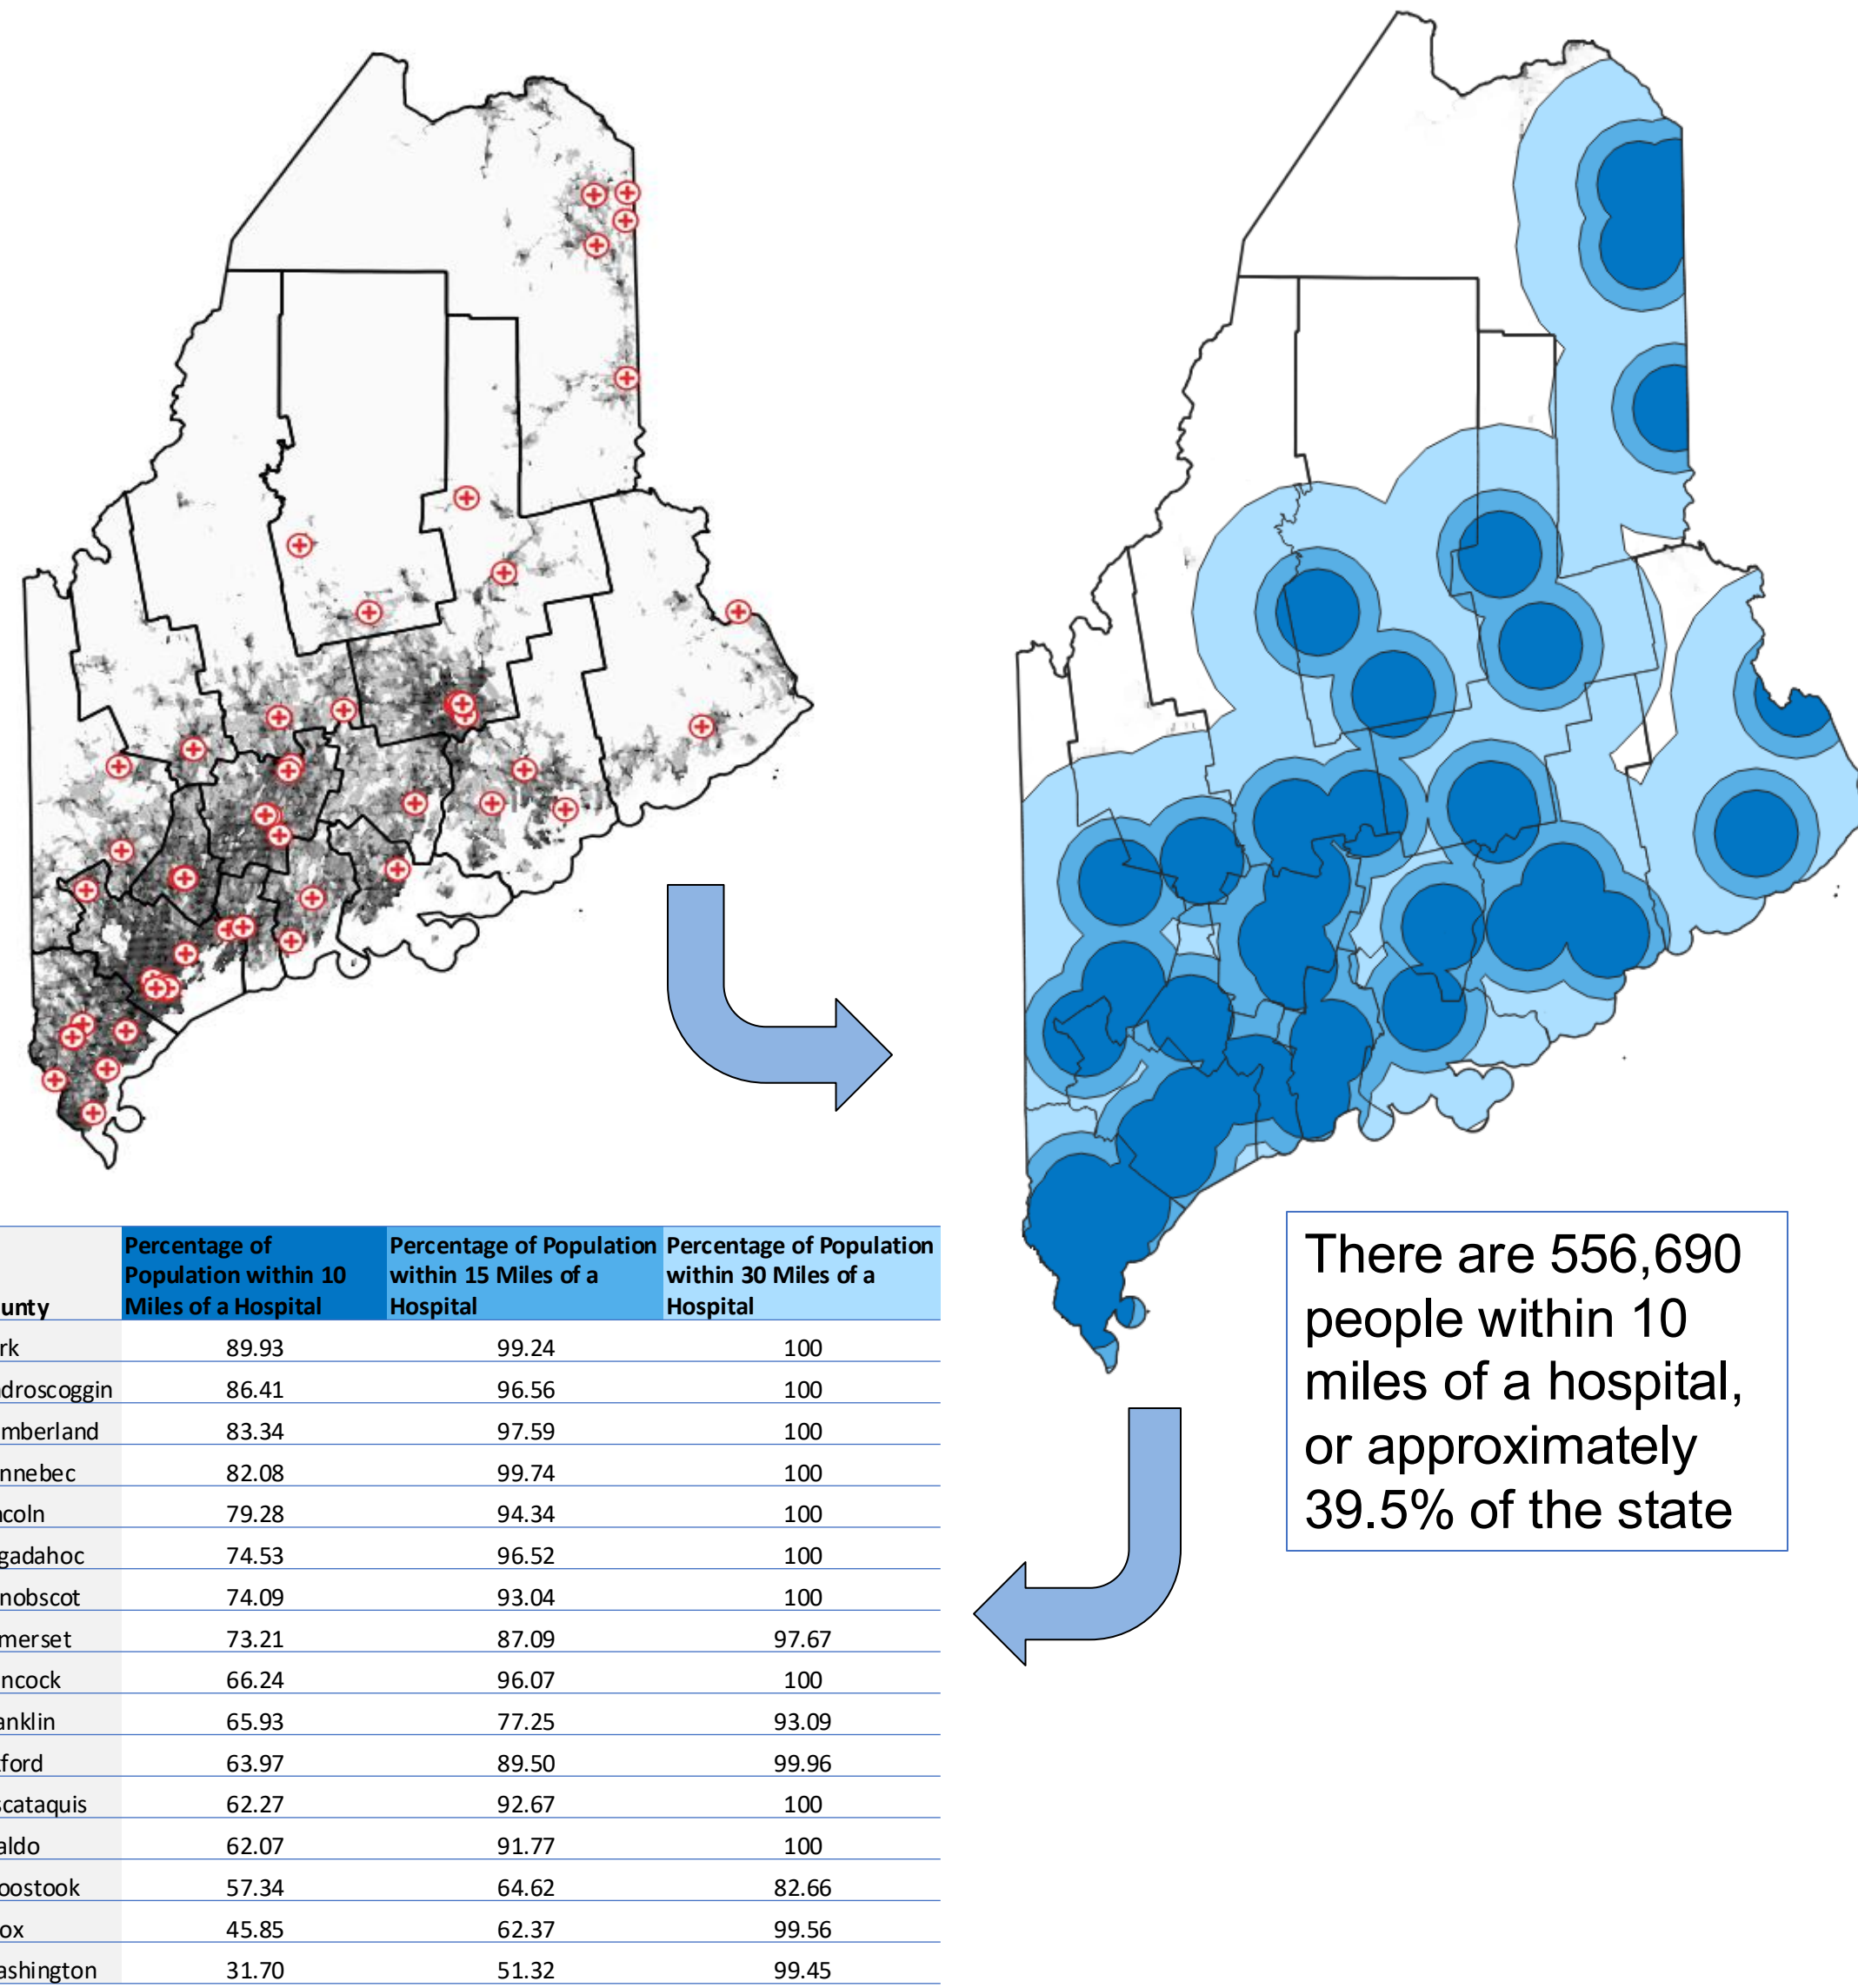 unty
Percentage of
Population within 10
Miles of a Hospital
Percentage of Population
within 15 Miles of a
Hospital
Percentage of Population
within 30 Miles of a
Hospital
rk 89.93 99.24 100
droscoggin 86.41 96.56 100
mberland 83.34 97.59 100
nnebec 82.08 99.74 100
coln 79.28 94.34 100
gadahoc 74.53 96.52 100
nobscot 74.09 93.04 100
merset 73.21 87.09 97.67
ncock 66.24 96.07 100
anklin 65.93 77.25 93.09
ford 63.97 89.50 99.96
scataquis 62.27 92.67 100
aldo 62.07 91.77 100
oostook 57.34 64.62 82.66
ox 45.85 62.37 99.56
ashington 31.70 51.32 99.45
There are 556,690
people within 10
miles of a hospital,
or approximately
39.5% of the state